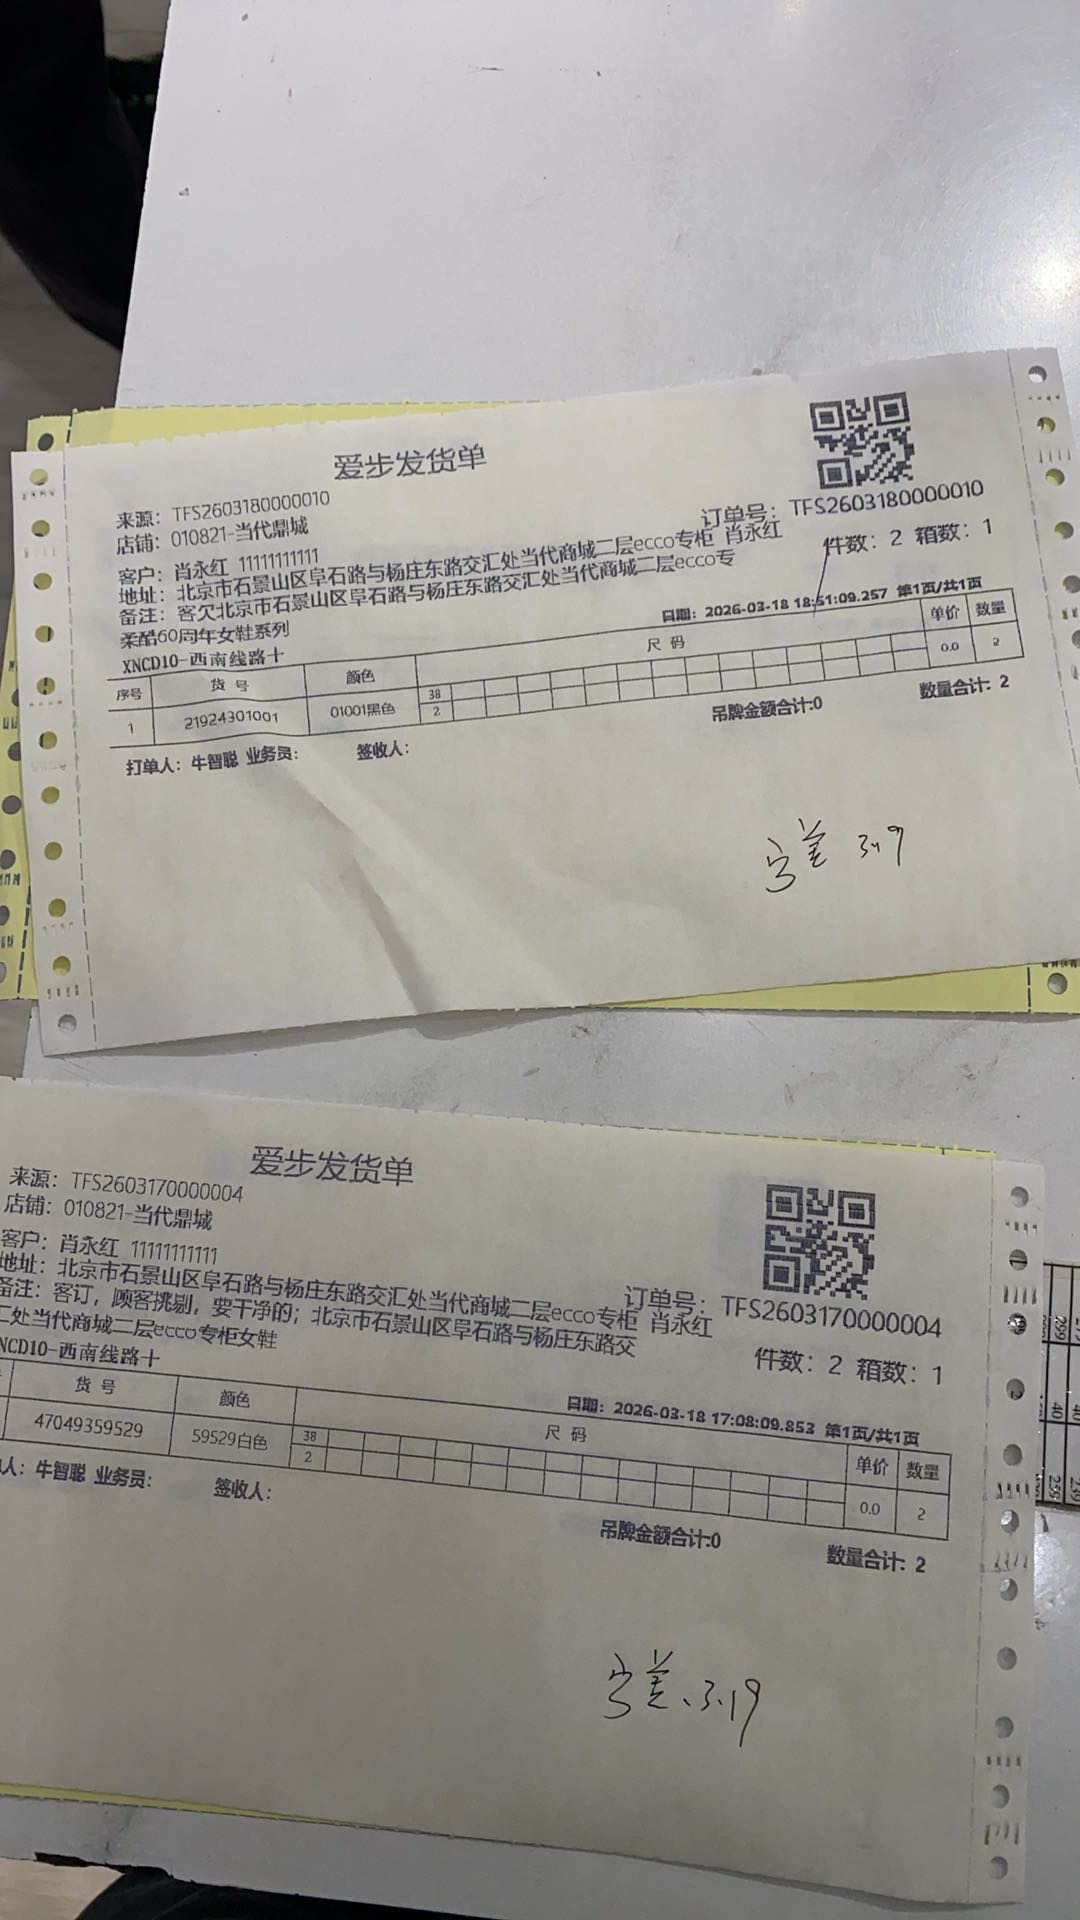 爱步发货单
来源：TFS2603180000010
店铺：010821-当代鼎城
订单号：TFS2603180000010
客户：肖永红 11111111111
件数：2 箱数：1
地址：北京市石景山区阜石路与杨庄东路交汇处当代商城二层ecco专柜 肖永红
备注：客欠北京市石景山区阜石路与杨庄东路交汇处当代商城二层ecco专
柔酷60周年女鞋系列
日期：2026-03-18 18:51:09.257 第1页/共1页
XNCD10-西南线路十
序号 货号 颜色 尺码 单价 数量
38
1 21924301001 01001黑色 2 0.0 2
吊牌金额合计:0 数量合计: 2
打单人：牛智聪 业务员： 签收人：
3.19
爱步发货单
来源：TFS2603170000004
店铺：010821-当代鼎城
客户：肖永红 11111111111
订单号：TFS2603170000004
地址：北京市石景山区阜石路与杨庄东路交汇处当代商城二层ecco专柜 肖永红
备注：客订，顾客挑剔，要干净的；北京市石景山区阜石路与杨庄东路交
汇处当代商城二层ecco专柜女鞋
件数：2 箱数：1
NCD10-西南线路十
日期：2026-03-18 17:08:09.853 第1页/共1页
货号 颜色 尺码 单价 数量
38
47049359529 59529白色 2 0.0 2
吊牌金额合计:0 数量合计: 2
人：牛智聪 业务员： 签收人：
3.19